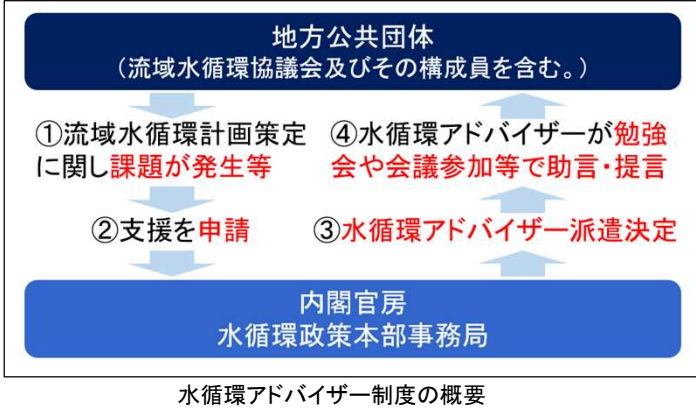 地方公共団体
(流域水循環協議会及びその構成員を含む。)
①流域水循環計画策定
に関し課題が発生等
②支援を申請
④水循環アドバイザーが勉強
会や会議参加等で助言・提言
③水循環アドバイザー派遣決定
内閣官房
水循環政策本部事務局
水循環アドバイザー制度の概要